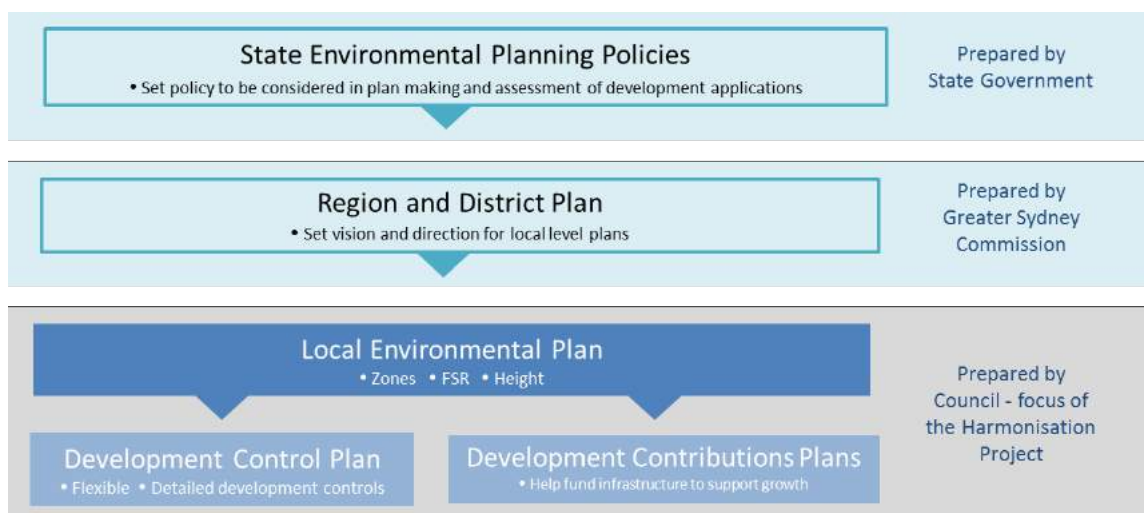 State Environmental Planning Policies
• Set policy to be considered in plan making and assessment of development applications
Prepared by
State Government
Region and District Plan
• Set vision and direction for local level plans
Prepared by
Greater Sydney
Commission
Local Environmental Plan
• Zones • FSR • Height
Development Control Plan
• Flexible • Detailed development controls
Development Contributions Plans
• Help fund infrastructure to support growth
Prepared by
Council - focus of
the Harmonisation
Project